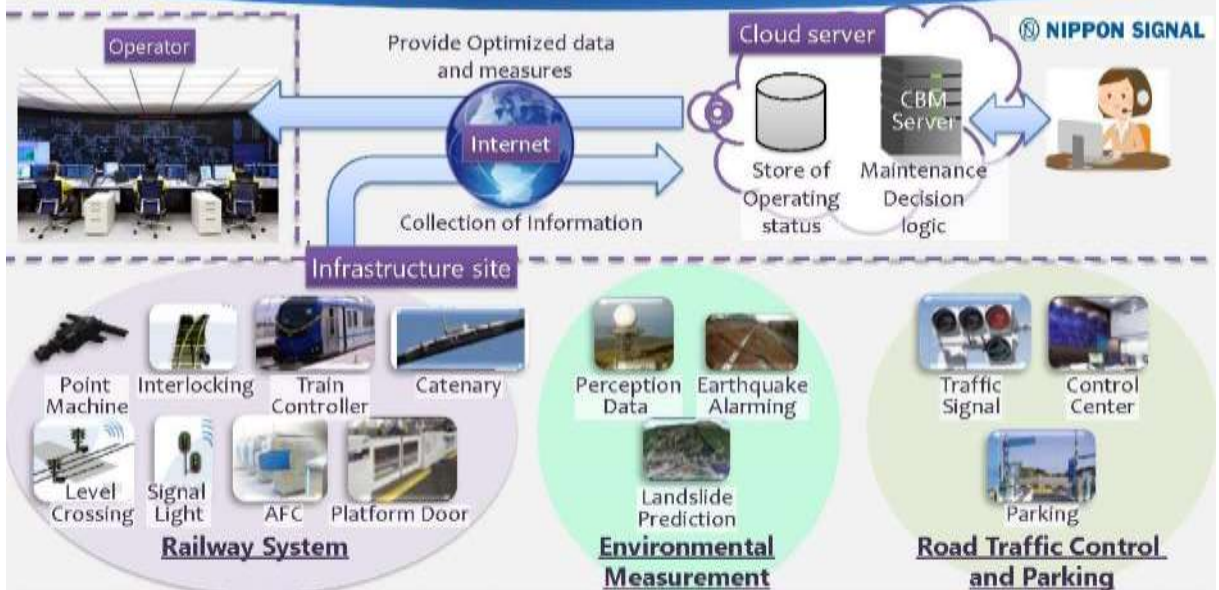 Operator
Provide Optimized data
and measures
Internet
Collection of Information
Cloud server
CBM
Server
Store of
Operating
status
Maintenance
Decision
logic
NIPPON SIGNAL
Infrastructure site
Point
Machine
Interlocking
Train
Controller
Catenary
Level
Crossing
Signal
Light
AFC
Platform Door
Railway System
Perception
Data
Earthquake
Alarming
Landslide
Prediction
Environmental
Measurement
Traffic
Signal
Control
Center
Parking
Road Traffic Control
and Parking